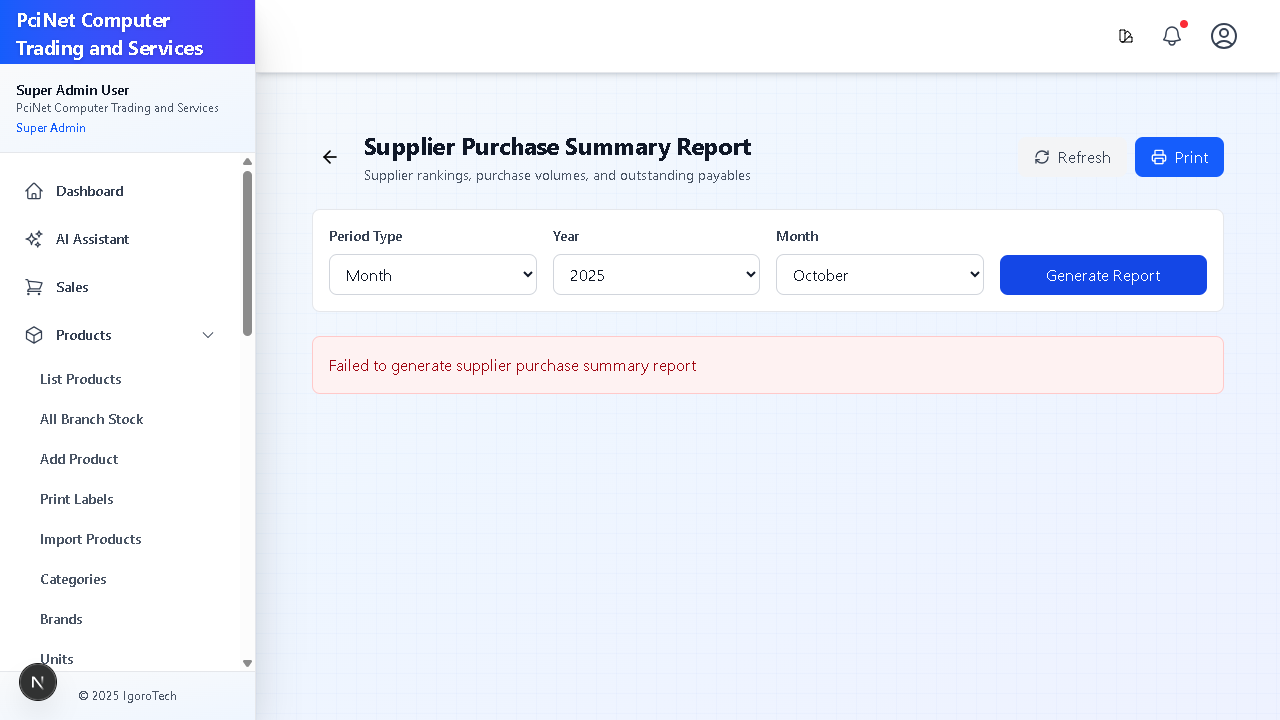 PciNet Computer
Trading and Services
Super Admin User
PciNet Computer Trading and Services
Super Admin
Dashboard
AI Assistant
Sales
Products
List Products
All Branch Stock
Add Product
Print Labels
Import Products
Categories
Brands
Units
N
© 2025 IgoroTech
Supplier Purchase Summary Report
Supplier rankings, purchase volumes, and outstanding payables
Refresh
Print
Period Type
Year
Month
Month
2025
October
Generate Report
Failed to generate supplier purchase summary report